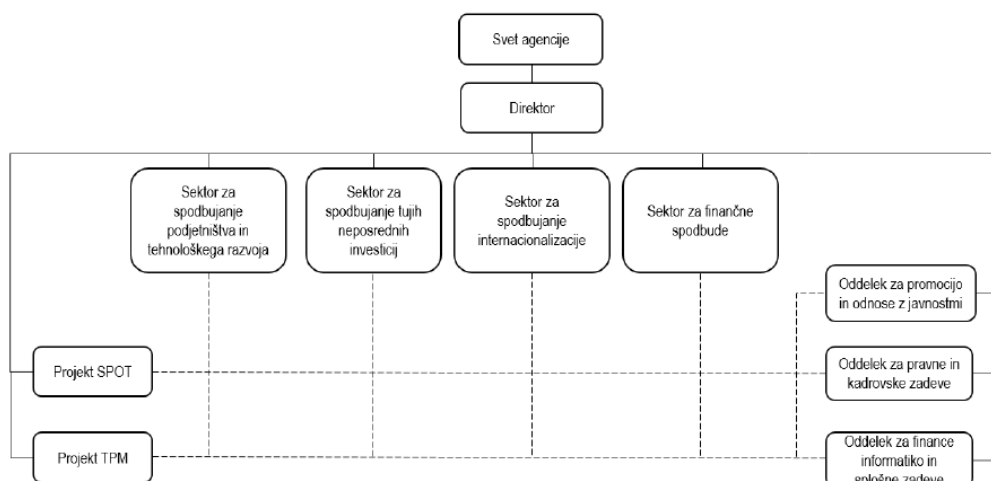 Svet agencije
Direktor
Sektor za
spodbujanje
podjetništva in
tehnološkega razvoja
Sektor za
spodbujanje tujih
neposrednih
investicij
Sektor za
spodbujanje
internacionalizacije
Sektor za finančne
spodbude
Oddelek za promocijo
in odnose z javnostmi
Projekt SPOT
Oddelek za pravne in
kadrovske zadeve
Projekt TPM
Oddelek za finance
informatiko in
splošne zadeve